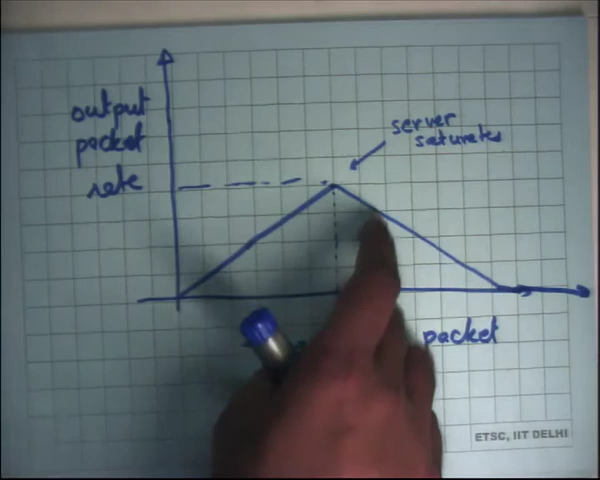 output
packet
rate
server
saturates
packet
ETSC, IIT DELHI